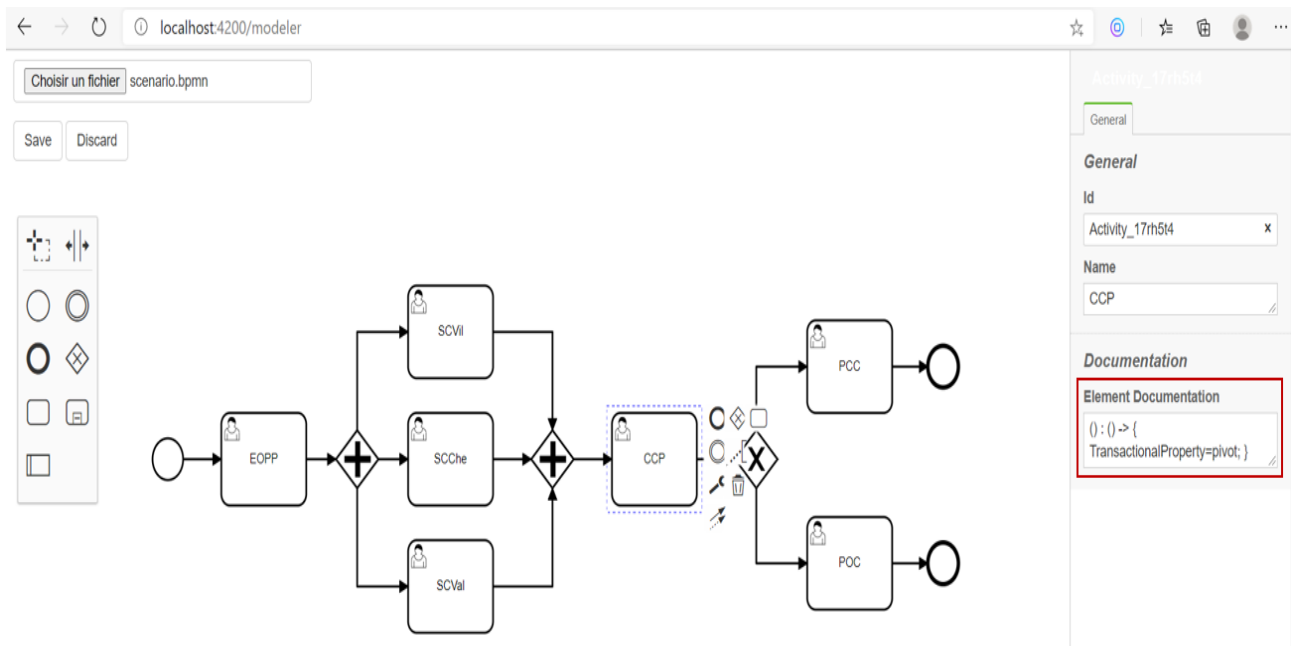 localhost:4200/modeler
Choisir un fichier scenario.bpmn
Activity_17rh5t4
Save Discard
General
General
Id
Activity_17rh5t4 x
Name
CCP
Documentation
Element Documentation
() : () -> {
TransactionalProperty=pivot; }
SCVil
PCC
EOPP
SCChe
CCP
SCVal
POC